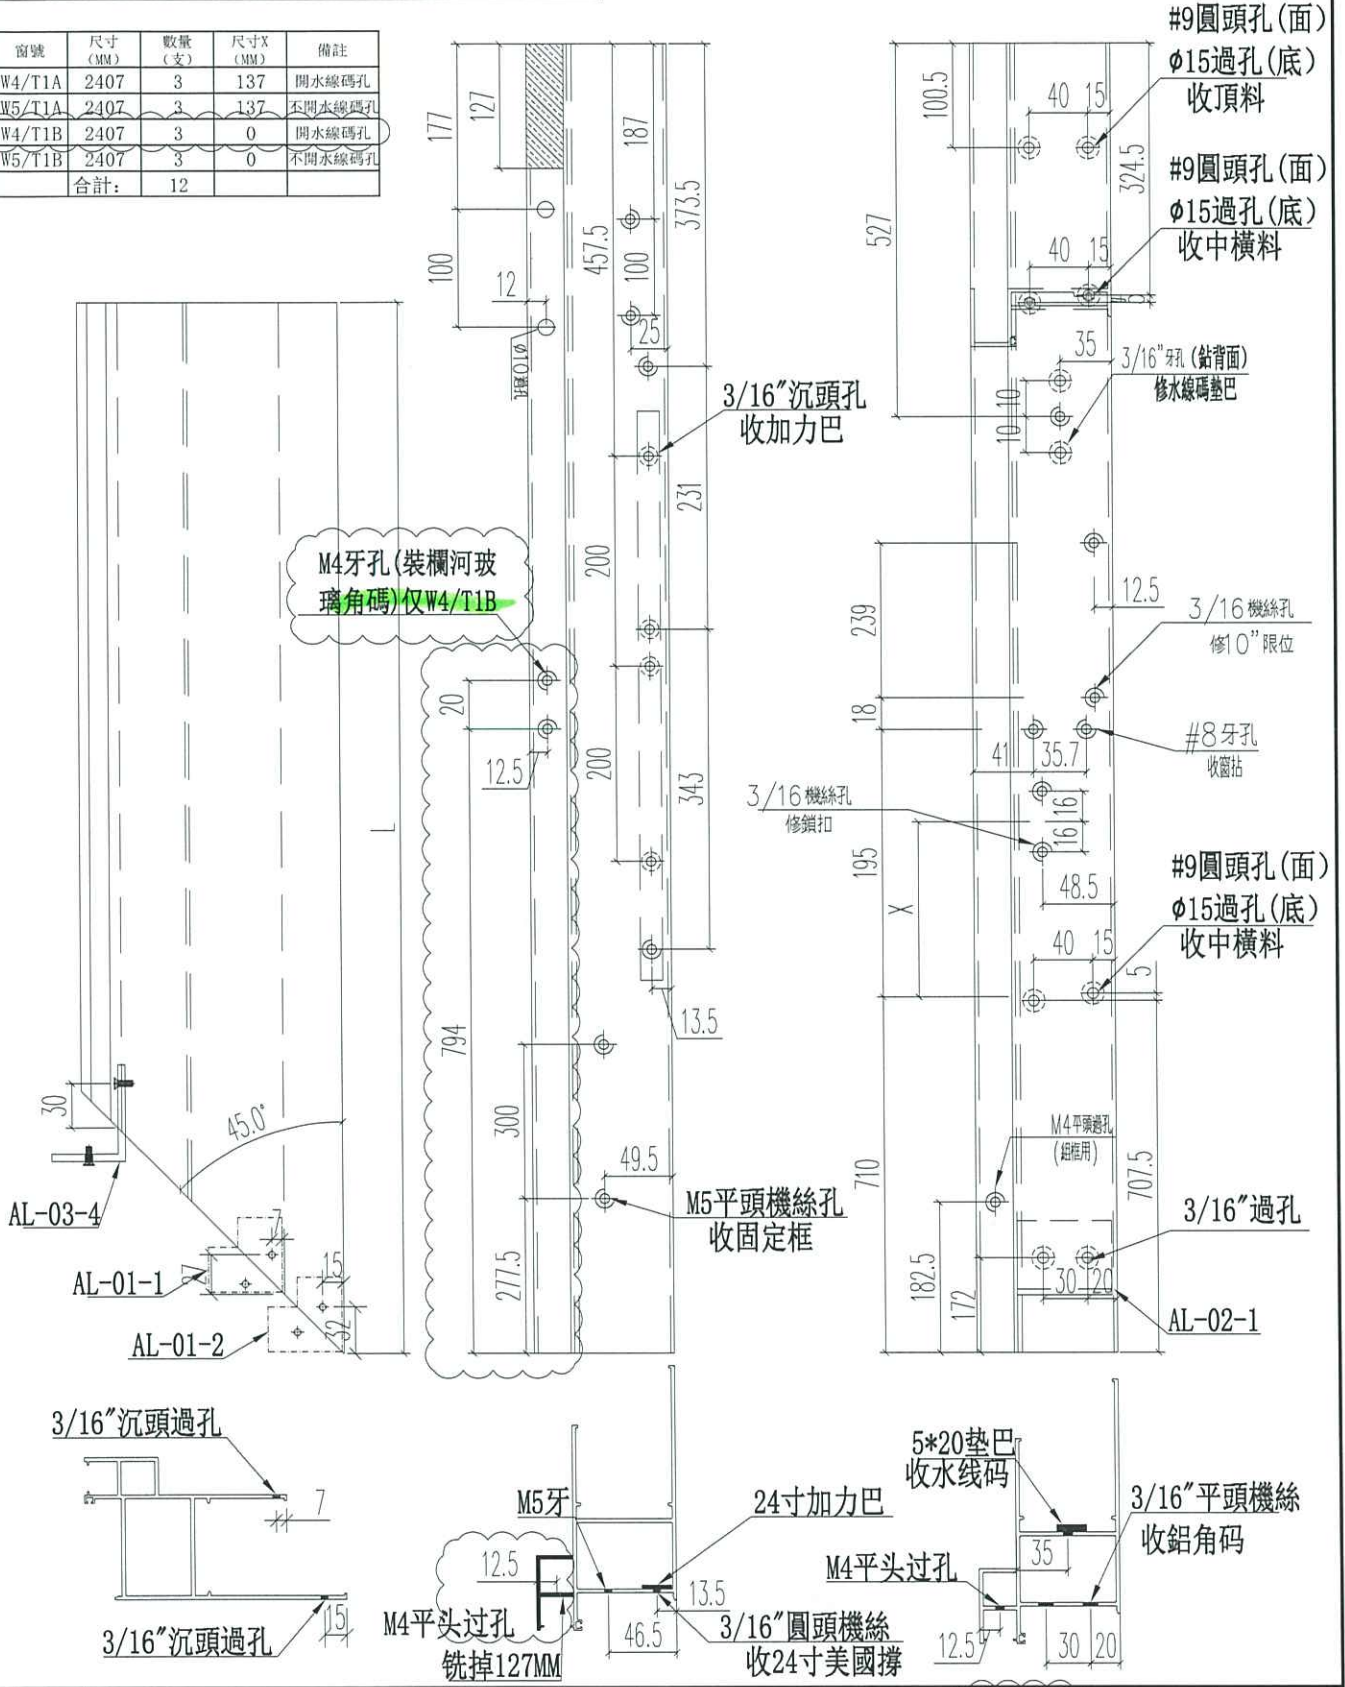 窗號 尺寸(MM) 數量(支) 尺寸X(MM) 備註
W4/T1A 2407 3 137 開水線碼孔
W5/T1A 2407 3 137 不開水線碼孔
W4/T1B 2407 3 0 開水線碼孔
W5/T1B 2407 3 0 不開水線碼孔
合計: 12
L
30
45.0°
AL-03-4
7
27
AL-01-1
15
AL-01-2
32
177
127
187
373.5
457.5
100
100
12
25
3/16"沉頭孔
收加力巴
231
200
M4牙孔(裝欄河玻
璃角碼)仅W4/T1B
20
12.5
200
343
13.5
794
300
49.5
M5平頭機絲孔
收固定框
277.5
#9圓頭孔(面)
φ15過孔(底)
收頂料
100.5
40 15
324.5
#9圓頭孔(面)
φ15過孔(底)
收中橫料
527
40 15
35
3/16"牙孔(鉆背面)
修水線碼墊巴
10 10
12.5
239
3/16機絲孔
修10"限位
18
#8牙孔
收窗拈
41 35.7
3/16機絲孔
修鎖扣
16 16
195
X
48.5
#9圓頭孔(面)
φ15過孔(底)
收中橫料
40 15
5
M4平頭過孔
(組框用)
710
707.5
3/16"過孔
182.5
172
30 20
AL-02-1
3/16"沉頭過孔
7
15
3/16"沉頭過孔
M5牙
24寸加力巴
12.5
13.5
M4平头过孔
铣掉127MM
46.5
3/16"圓頭機絲
收24寸美國撐
5*20垫巴
收水线码
3/16"平頭機絲
收鋁角码
35
M4平头过孔
12.5
30 20